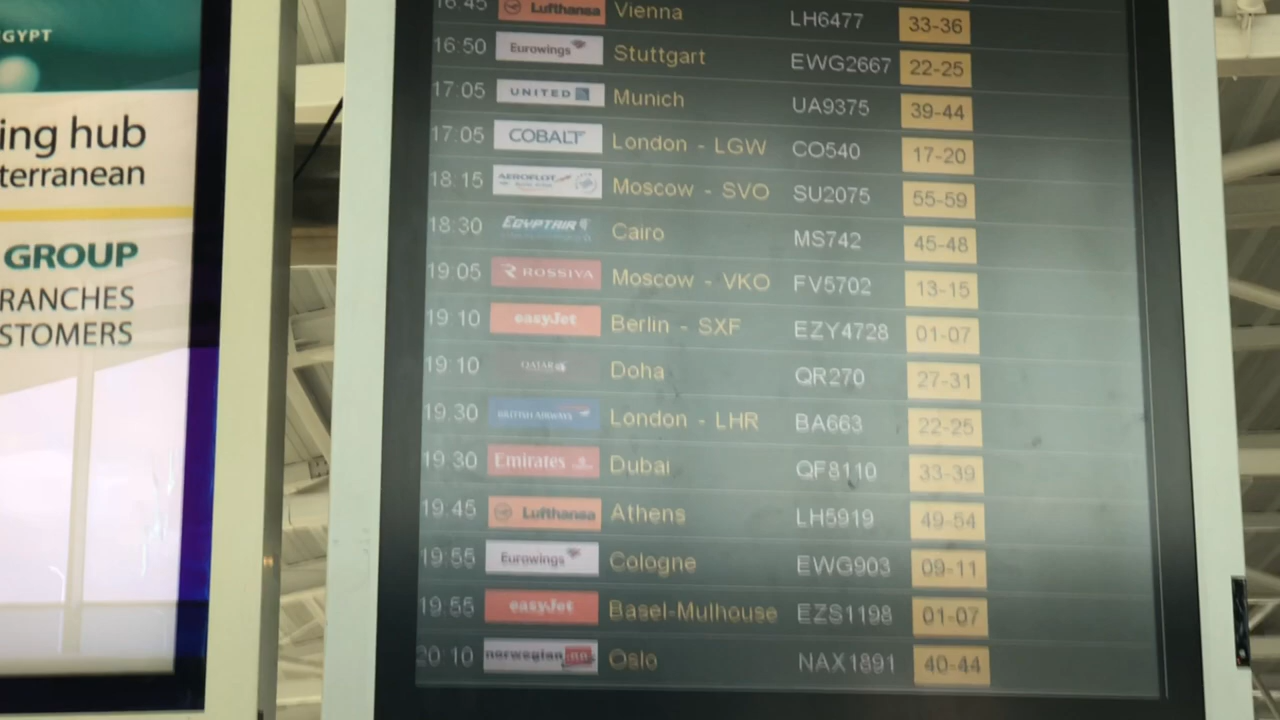 EGYPT
ing hub
terranean
GROUP
RANCHES
STOMERS
16:45 Lufthansa Vienna LH6477 33-36
16:50 Eurowings Stuttgart EWG2667 22-25
17:05 UNITED Munich UA9375 39-44
17:05 COBALT London - LGW CO540 17-20
18:15 AEROFLOT Moscow - SVO SU2075 55-59
18:30 EGYPTAIR Cairo MS742 45-48
19:05 ROSSIYA Moscow - VKO FV5702 13-15
19:10 easyJet Berlin - SXF EZY4728 01-07
19:10 QATAR Doha QR270 27-31
19:30 BRITISH AIRWAYS London - LHR BA663 22-25
19:30 Emirates Dubai QF8110 33-39
19:45 Lufthansa Athens LH5919 49-54
19:55 Eurowings Cologne EWG903 09-11
19:55 easyJet Basel-Mulhouse EZS1198 01-07
20:10 norwegian Oslo NAX1891 40-44